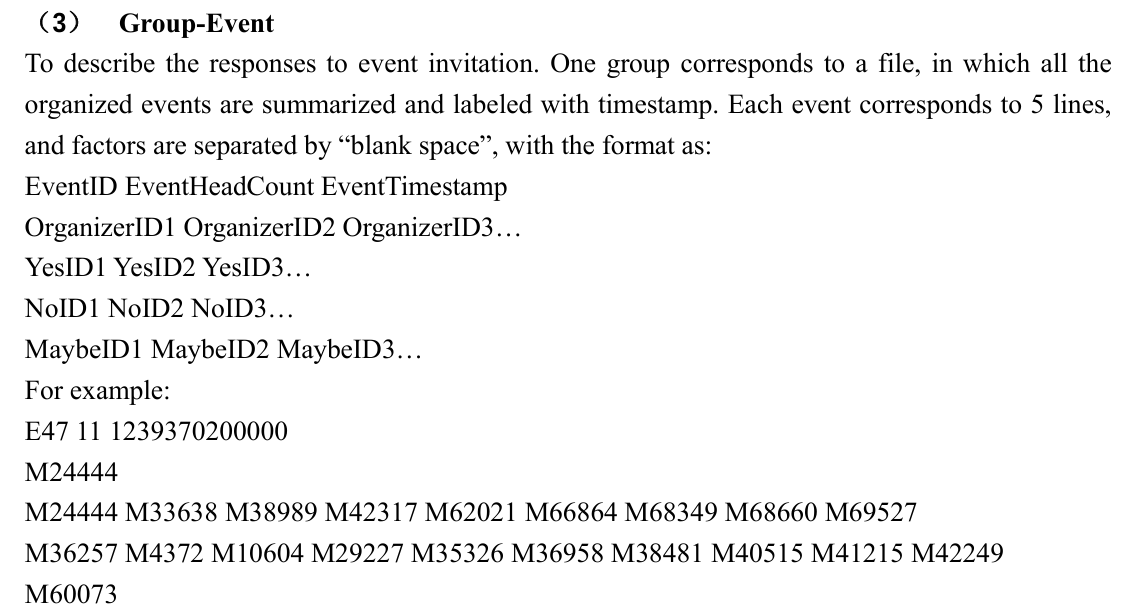 （3） Group-Event
To describe the responses to event invitation. One group corresponds to a file, in which all the
organized events are summarized and labeled with timestamp. Each event corresponds to 5 lines,
and factors are separated by “blank space”, with the format as:
EventID EventHeadCount EventTimestamp
OrganizerID1 OrganizerID2 OrganizerID3…
YesID1 YesID2 YesID3…
NoID1 NoID2 NoID3…
MaybeID1 MaybeID2 MaybeID3…
For example:
E47 11 1239370200000
M24444
M24444 M33638 M38989 M42317 M62021 M66864 M68349 M68660 M69527
M36257 M4372 M10604 M29227 M35326 M36958 M38481 M40515 M41215 M42249
M60073